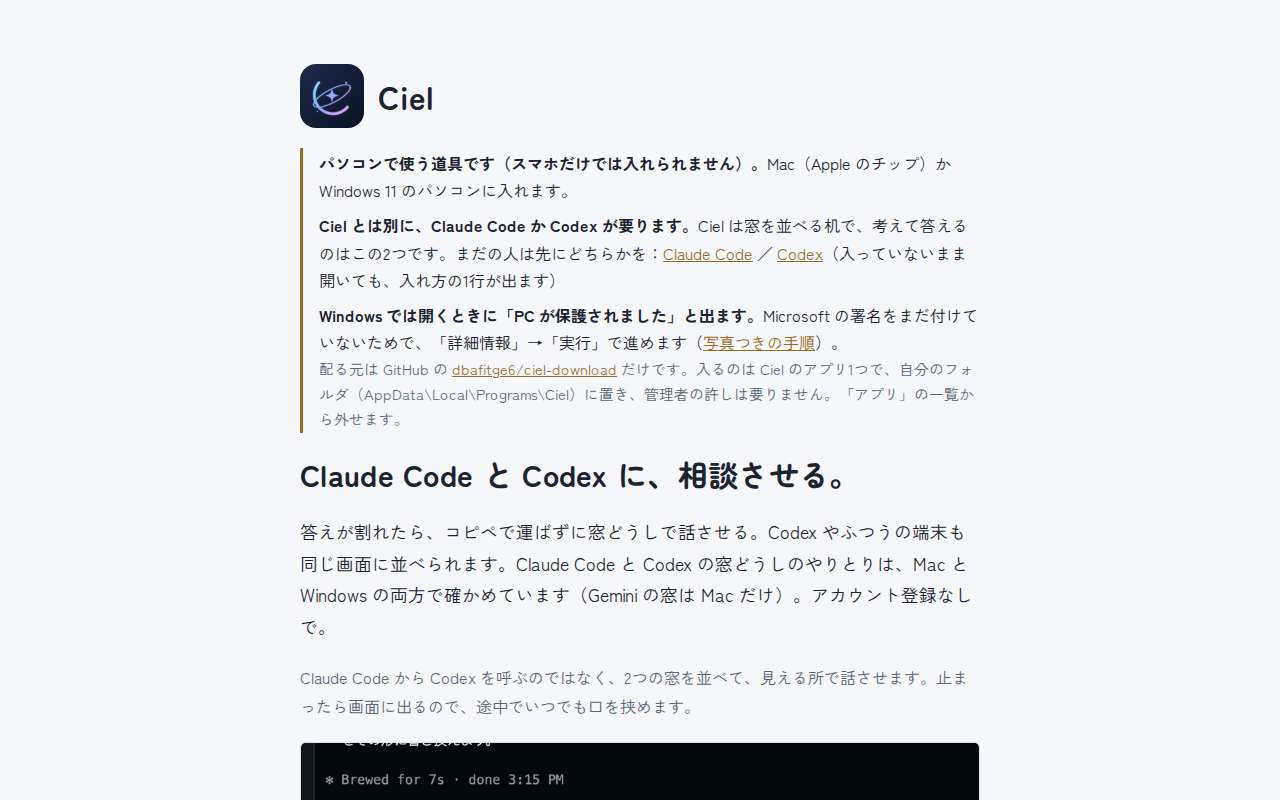 Ciel
パソコンで使う道具です（スマホだけでは入れられません）。Mac（Apple のチップ）か
Windows 11 のパソコンに入れます。
Ciel とは別に、Claude Code か Codex が要ります。Ciel は窓を並べる机で、考えて答える
のはこの2つです。まだの人は先にどちらかを：Claude Code ／ Codex（入っていないまま
開いても、入れ方の1行が出ます）
Windows では開くときに「PC が保護されました」と出ます。Microsoft の署名をまだ付けて
いないためで、「詳細情報」→「実行」で進めます（写真つきの手順）。
配る元は GitHub の dbafitge6/ciel-download だけです。入るのは Ciel のアプリ1つで、自分のフォ
ルダ（AppData\Local\Programs\Ciel）に置き、管理者の許しは要りません。「アプリ」の一覧か
ら外せます。
Claude Code と Codex に、相談させる。
答えが割れたら、コピペで運ばずに窓どうしで話させる。Codex やふつうの端末も
同じ画面に並べられます。Claude Code と Codex の窓どうしのやりとりは、Mac と
Windows の両方で確かめています（Gemini の窓は Mac だけ）。アカウント登録なし
で。
Claude Code から Codex を呼ぶのではなく、2つの窓を並べて、見える所で話させます。止ま
ったら画面に出るので、途中でいつでも口を挟めます。
✻ Brewed for 7s · done 3:15 PM